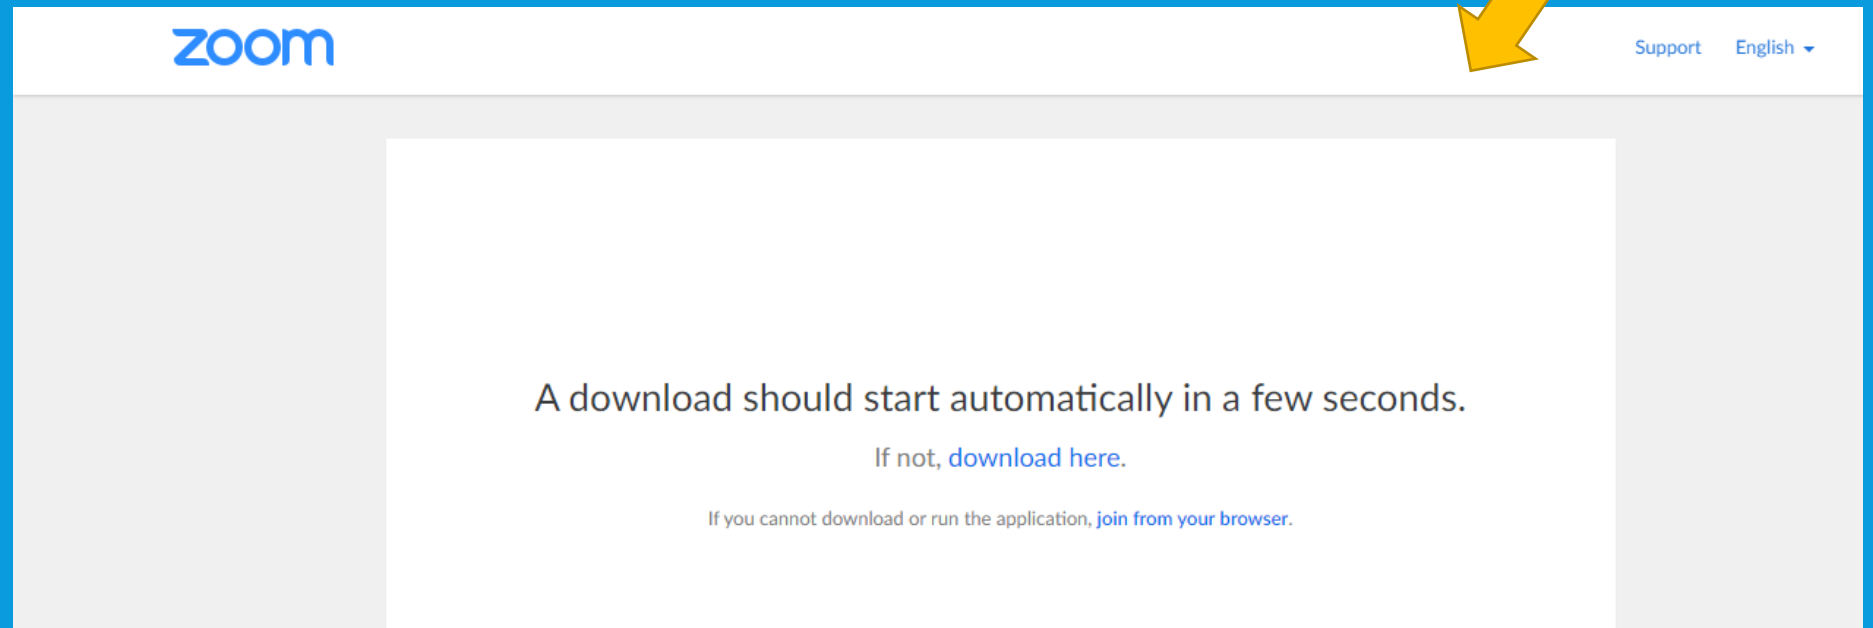 zoom
Support English
A download should start automatically in a few seconds.
If not, download here.
If you cannot download or run the application, join from your browser.